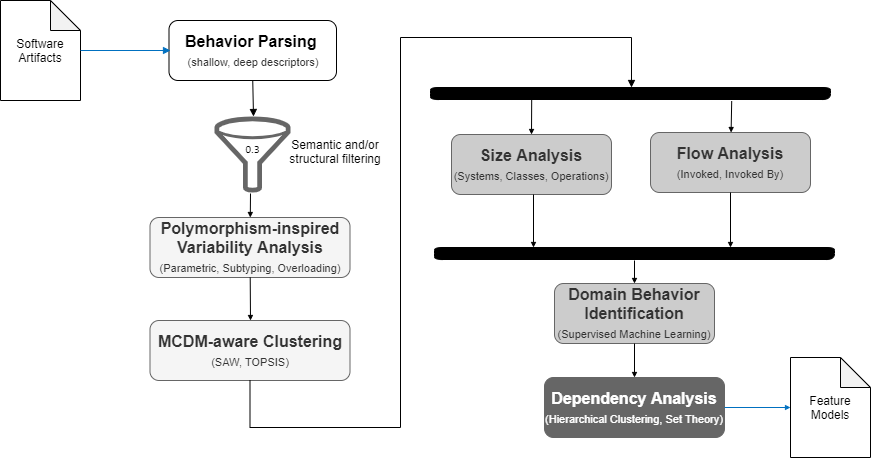 Software
Artifacts
Behavior Parsing
(shallow, deep descriptors)
0.3
Semantic and/or
structural filtering
Polymorphism-inspired
Variability Analysis
(Parametric, Subtyping, Overloading)
MCDM-aware Clustering
(SAW, TOPSIS)
Size Analysis
(Systems, Classes, Operations)
Flow Analysis
(Invoked, Invoked By)
Domain Behavior
Identification
(Supervised Machine Learning)
Dependency Analysis
(Hierarchical Clustering, Set Theory)
Feature
Models